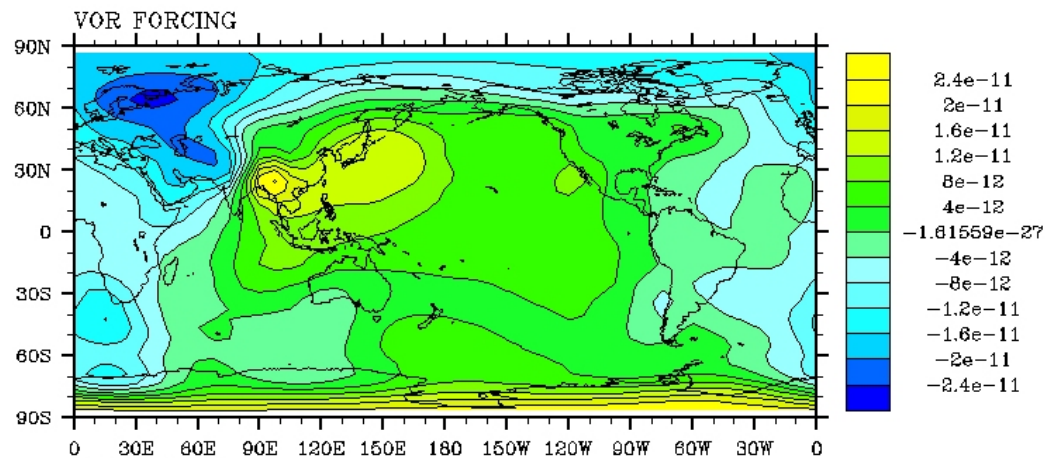 VOR FORCING
90N
60N
30N
0
30S
60S
90S
0 30E 60E 90E 120E 150E 180 150W 120W 90W 60W 30W 0
2.4e-11
2e-11
1.6e-11
1.2e-11
8e-12
4e-12
-1.61559e-27
-4e-12
-8e-12
-1.2e-11
-1.6e-11
-2e-11
-2.4e-11